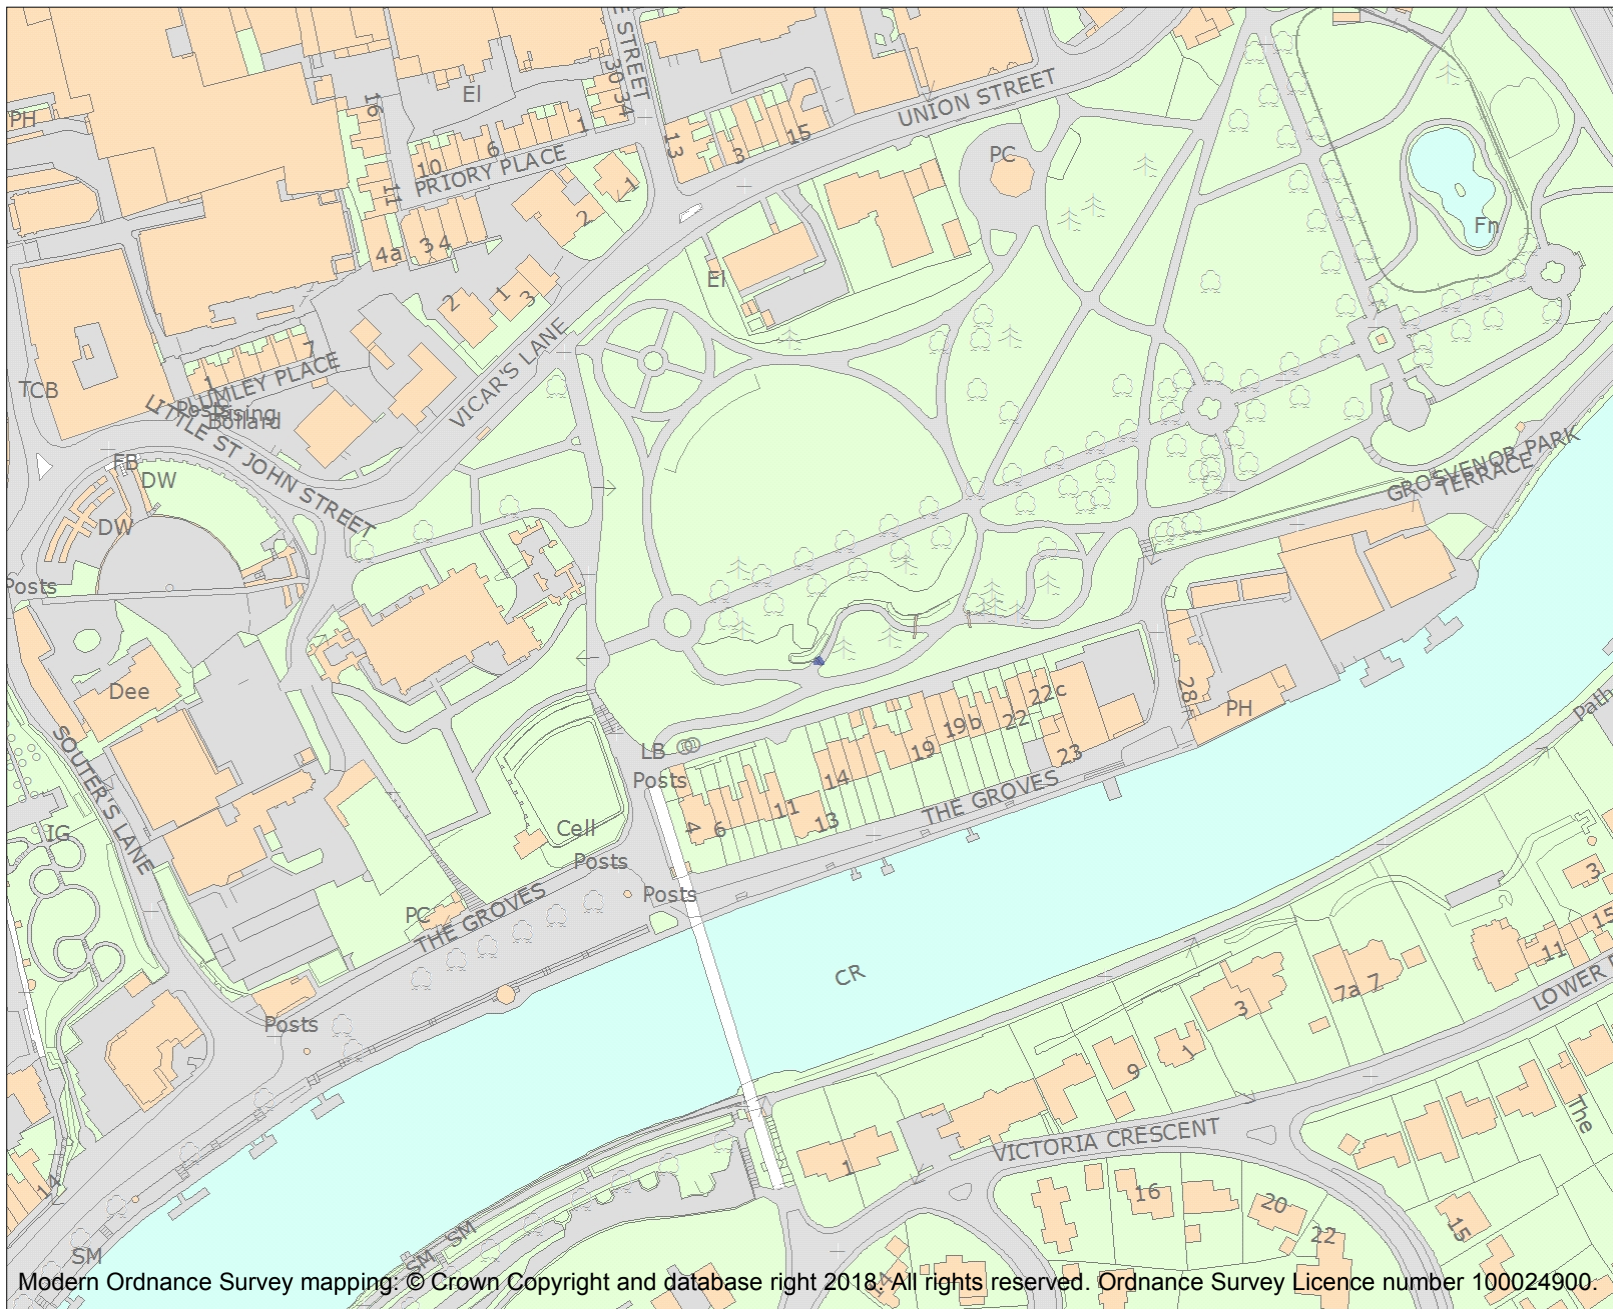 E STREET
30
34
16
El
PH
1
6
10
PRIORY PLACE
11
13
3
15
UNION STREET
PC
1
2
4a
3
4
El
Fn
2
1
3
VICAR'S LANE
7
1
LUMLEY PLACE
TCB
Posts
Bollard
LITTLE ST JOHN STREET
FB
DW
DW
Posts
GROSVENOR PARK
TERRACE
Dee
SOUTER'S LANE
28
PH
22c
22
19b
19
23
14
THE GROVES
LB
Posts
11
13
4
6
Cell
Posts
Posts
IG
PC
THE GROVES
Posts
Path
CR
3
15
11
7a
7
3
LOWER
9
1
VICTORIA CRESCENT
The
1
16
20
22
15
14
14
SM
SM
SM
Modern Ordnance Survey mapping: © Crown Copyright and database right 2018. All rights reserved. Ordnance Survey Licence number 100024900.